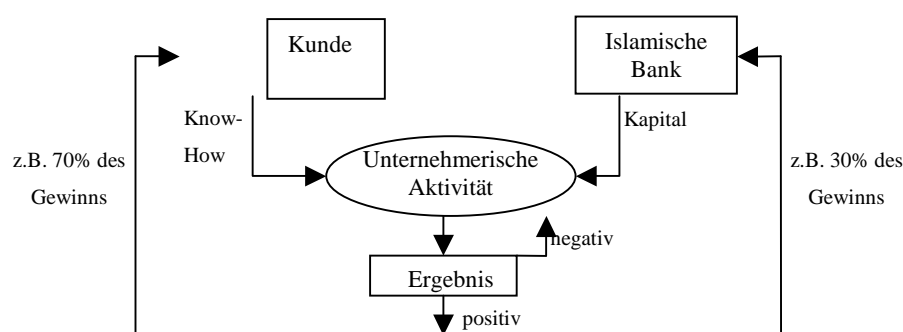 Kunde
Islamische
Bank
Know-
How
Kapital
z.B. 70% des
Gewinns
Unternehmerische
Aktivität
z.B. 30% des
Gewinns
negativ
Ergebnis
positiv